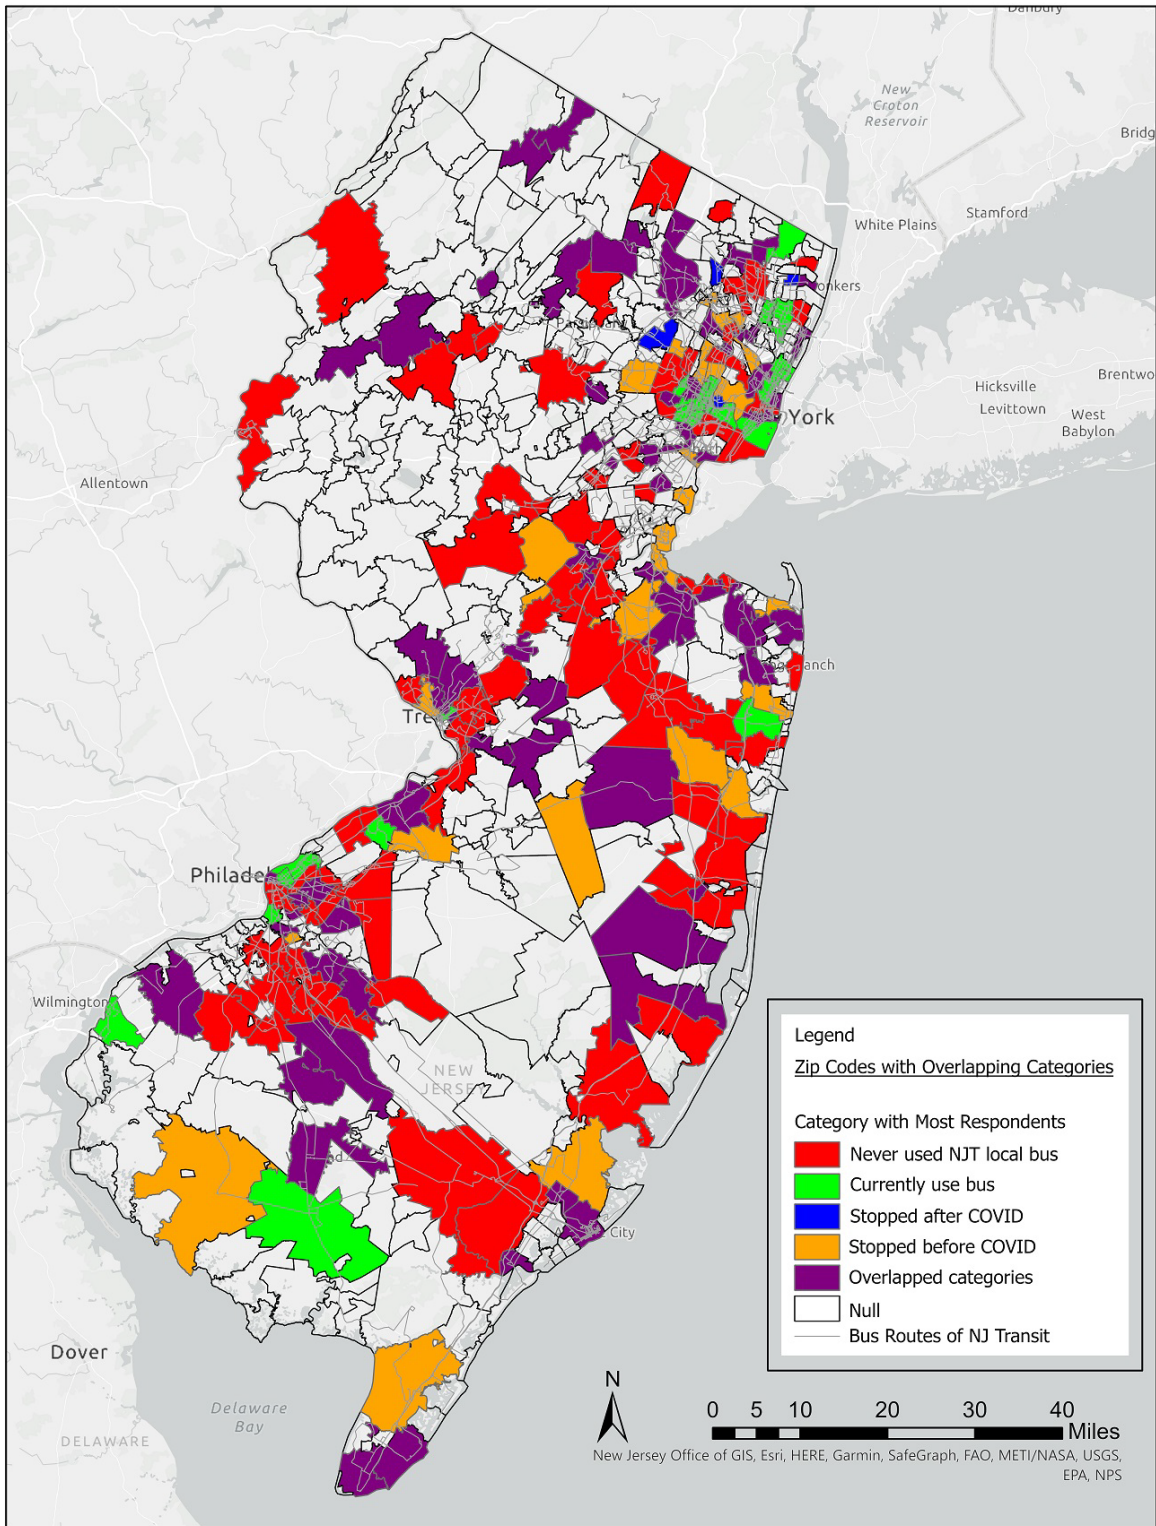 Danbury
New
Croton
Reservoir
Bridg
White Plains
Stamford
onkers
Hicksville
Brentwo
Levittown
York
West
Babylon
Allentown
anch
Tre
Philadel
Wilmington
NEW
JERSEY
City
Dover
Delaware
Bay
DELAWARE
Legend
Zip Codes with Overlapping Categories
Category with Most Respondents
Never used NJT local bus
Currently use bus
Stopped after COVID
Stopped before COVID
Overlapped categories
Null
Bus Routes of NJ Transit
N
0 5 10 20 30 40
Miles
New Jersey Office of GIS, Esri, HERE, Garmin, SafeGraph, FAO, METI/NASA, USGS,
EPA, NPS